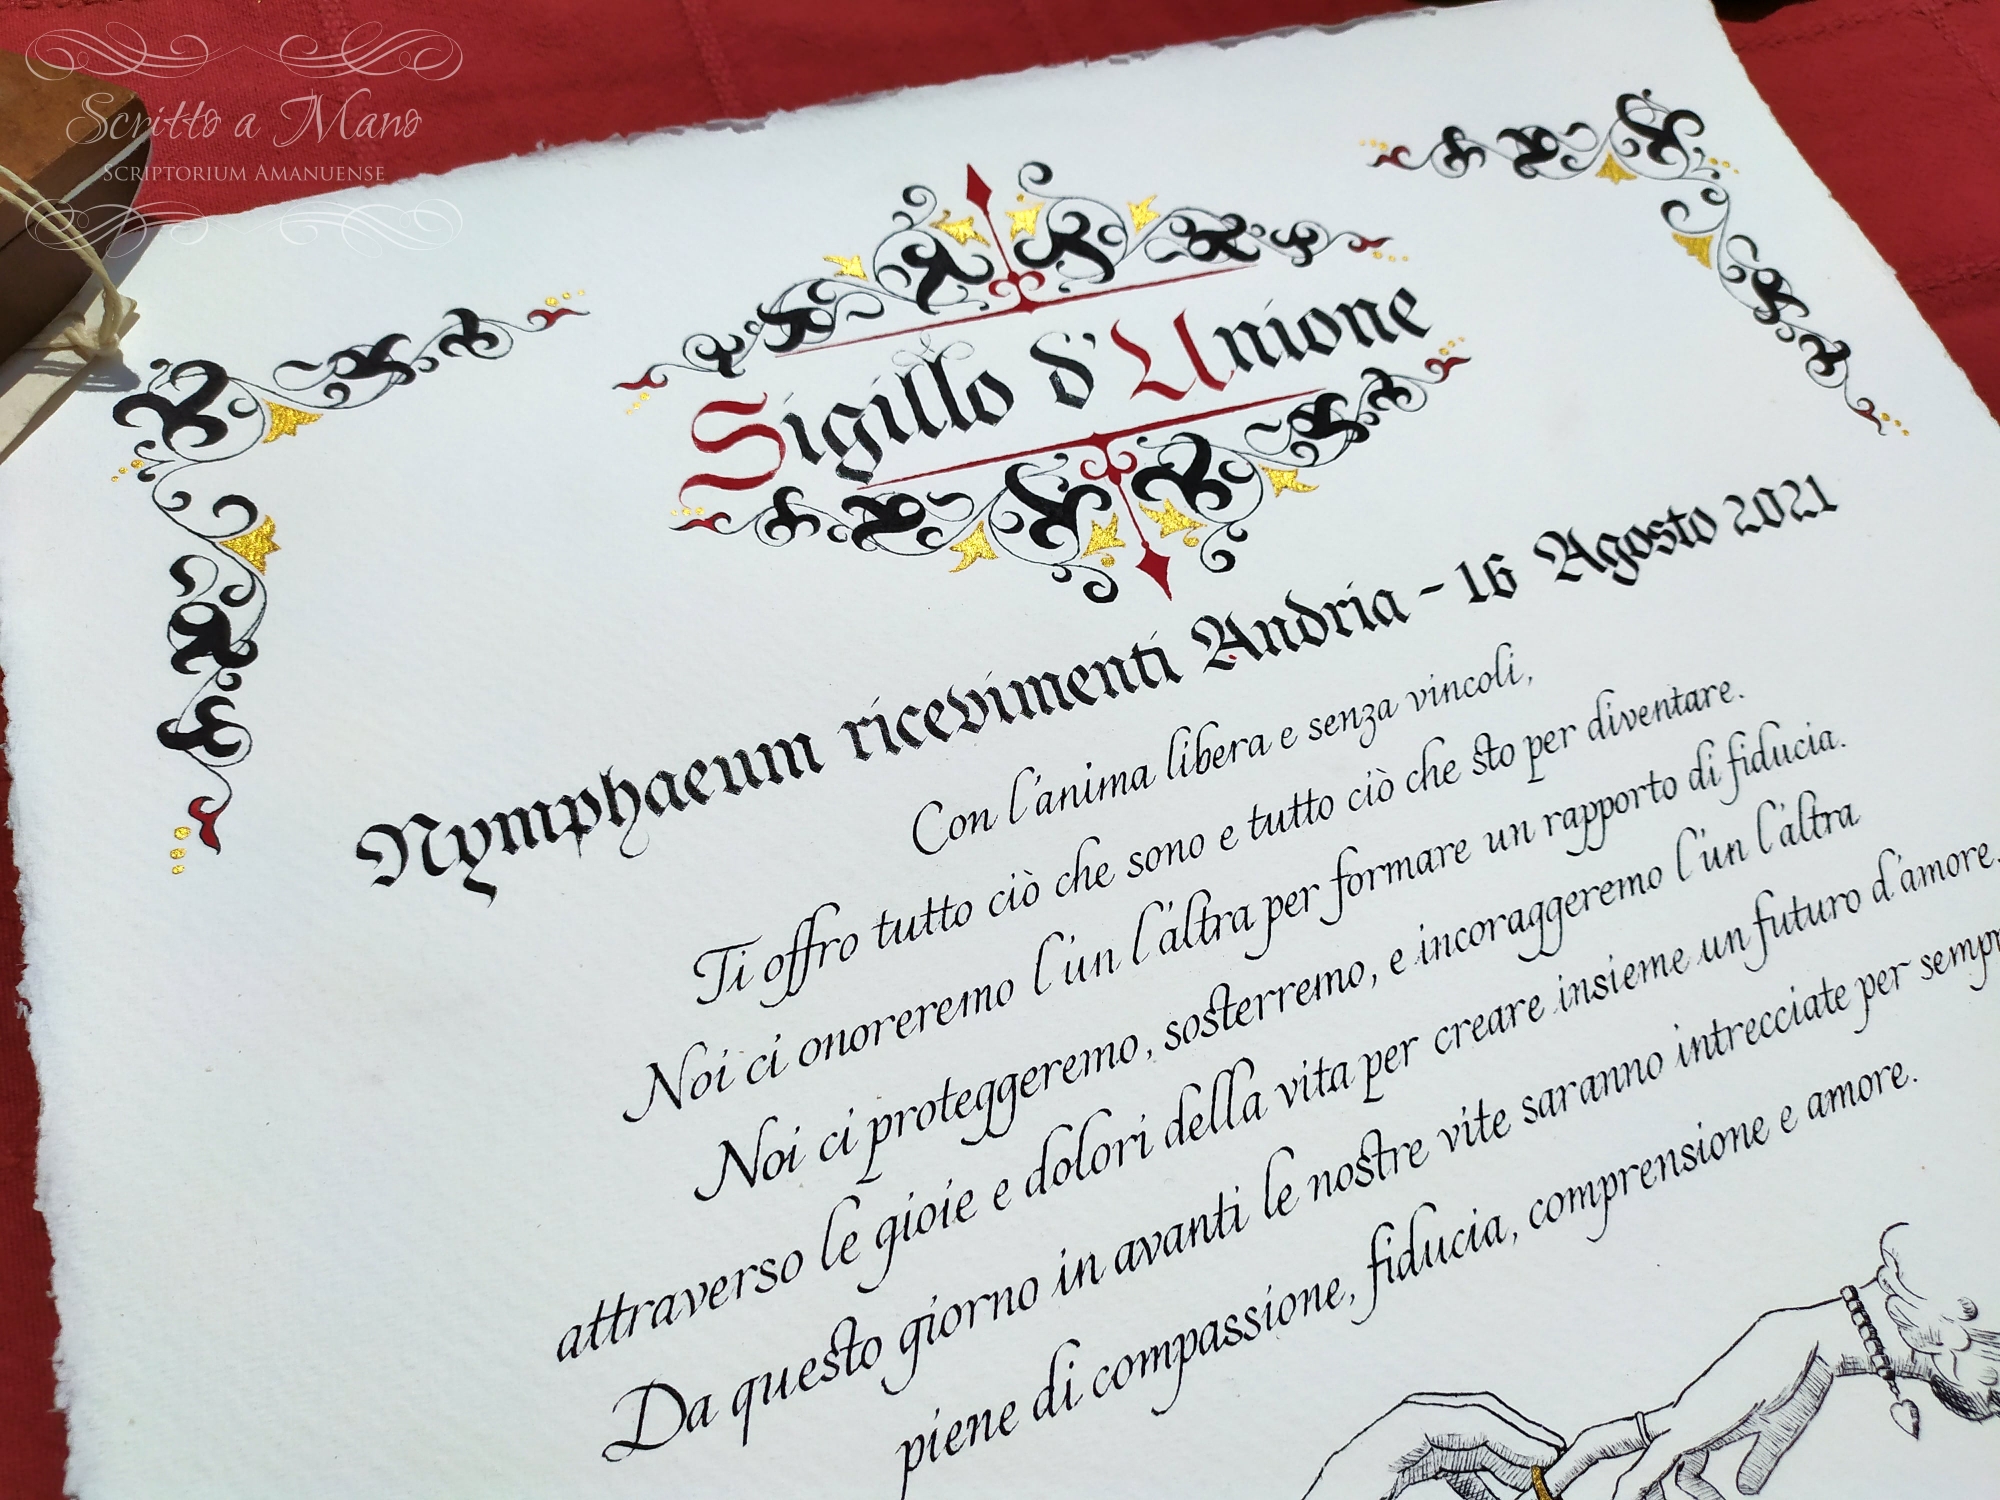 Scritto a Mano
Scriptorium Amanuense
Sigillo d'Unione
Nymphaeum ricevimenti Andria - 16 Agosto 2021
Con l'anima libera e senza vincoli,
Ti offro tutto ciò che sono e tutto ciò che sto per diventare.
Noi ci onoreremo l'un l'altra per formare un rapporto di fiducia.
Noi ci proteggeremo, sosterremo, e incoraggeremo l'un l'altra
attraverso le gioie e dolori della vita per creare insieme un futuro d'amore.
Da questo giorno in avanti le nostre vite saranno intrecciate per
piene di compassione, fiducia, comprensione e amore.